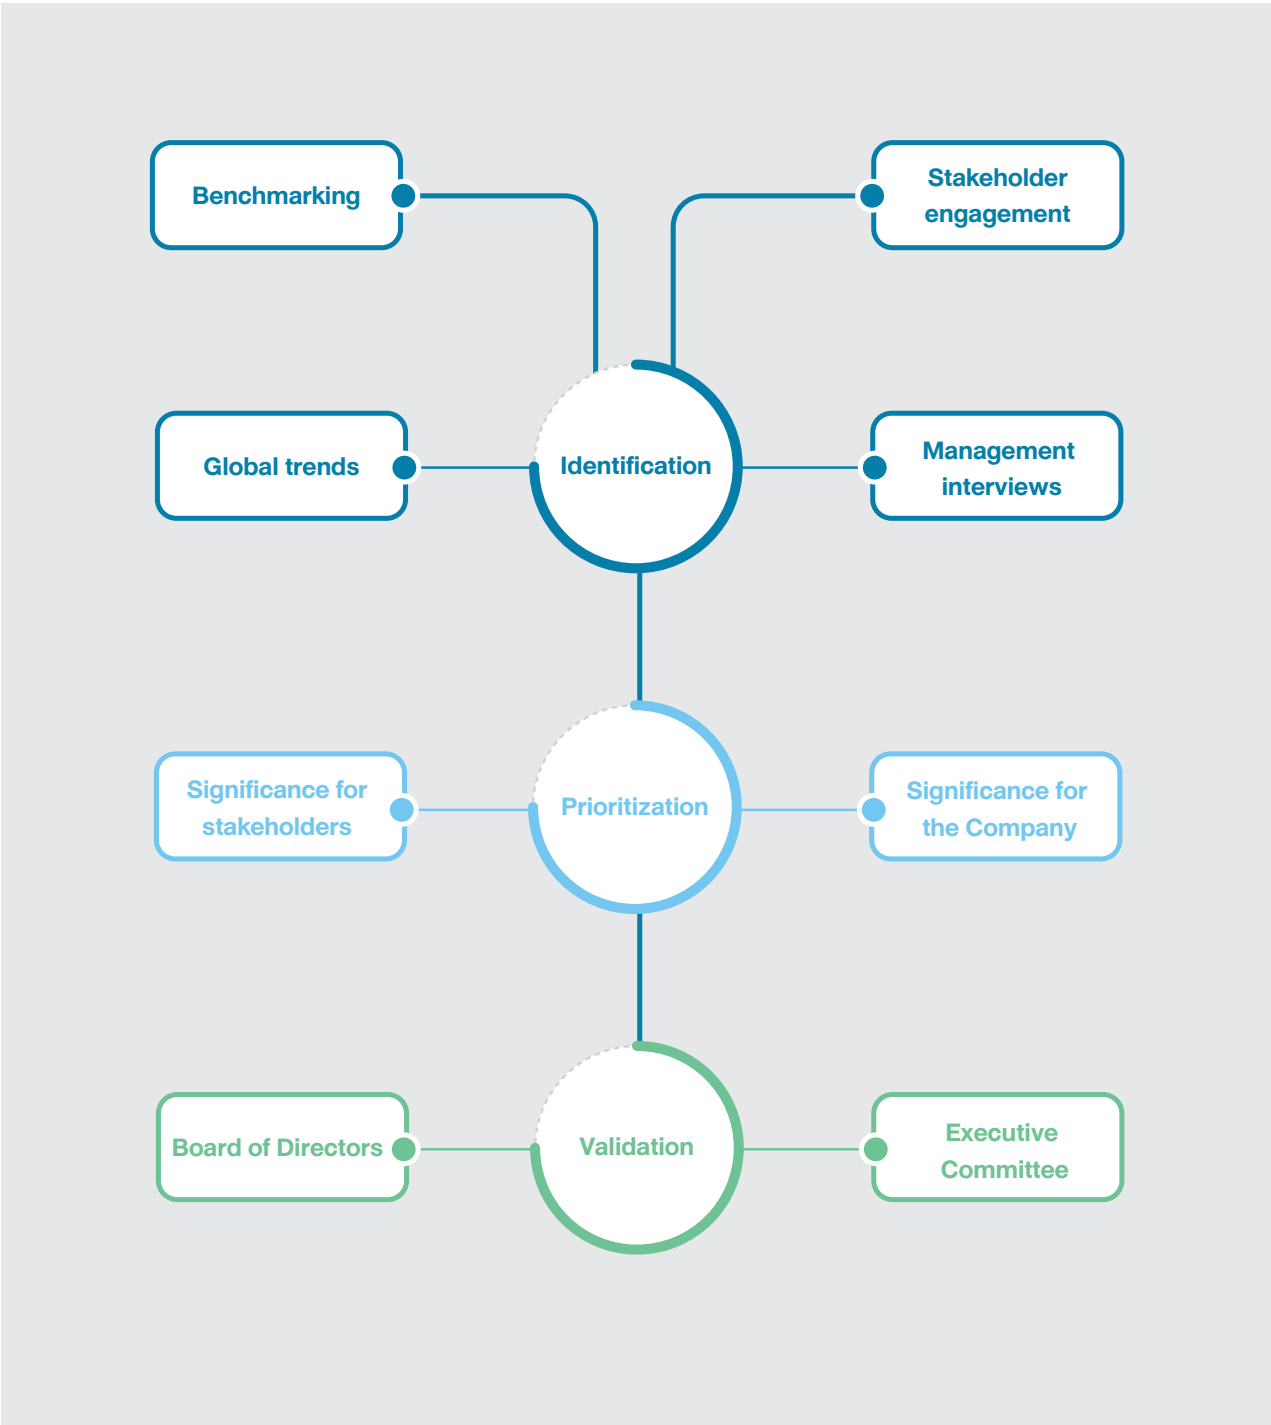 Benchmarking
Stakeholder
engagement
Global trends
Identification
Management
interviews
Significance for
stakeholders
Prioritization
Significance for
the Company
Board of Directors
Validation
Executive
Committee